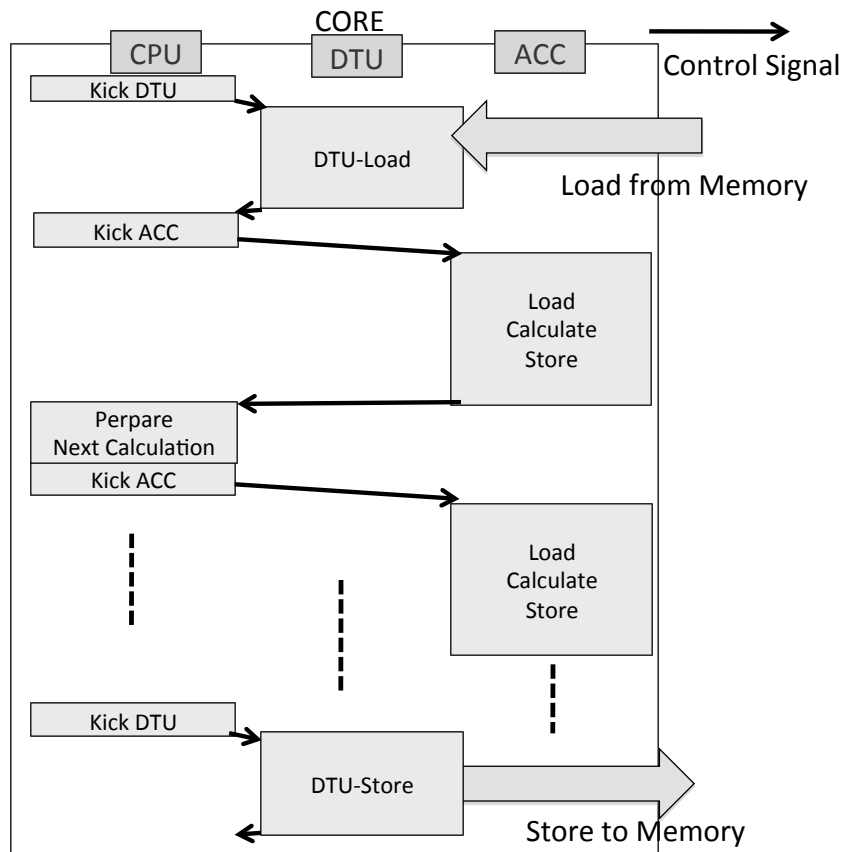 CORE
CPU
DTU
ACC
Control Signal
Kick DTU
DTU-Load
Load from Memory
Kick ACC
Load
Calculate
Store
Perpare
Next Calculation
Kick ACC
Load
Calculate
Store
Kick DTU
DTU-Store
Store to Memory